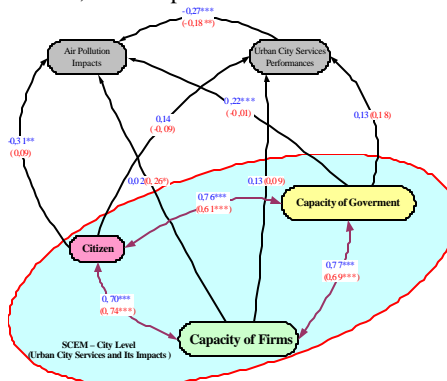 -0,27***
(-0,18**)
Air Pollution
Impacts
Urban City Services
Performances
0,22***
(-0,01)
0,14
(-0,09)
0,13(0,18)
-0,31**
(0,09)
0,02(0,26*)
0,13(0,09)
0,76***
(0,61***)
Capacity of Goverment
Citizen
0,77***
(0,69***)
0,70***
(0,74***)
Capacity of Firms
SCEM – City Level
(Urban City Services and Its Impacts )